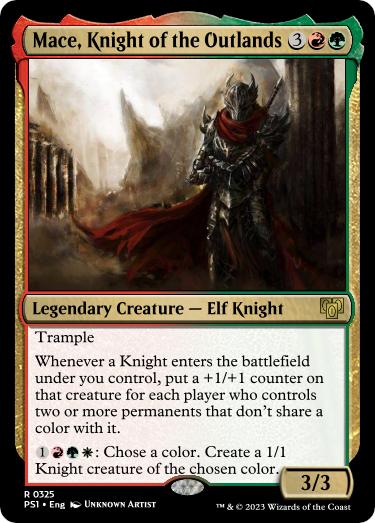 Mace, Knight of the Outlands 3
Legendary Creature — Elf Knight
Trample
Whenever a Knight enters the battlefield
under you control, put a +1/+1 counter on
that creature for each player who controls
two or more permanents that don't share a
color with it.
1 : Chose a color. Create a 1/1
Knight creature of the chosen color.
3/3
R 0325
PS1 • Eng Unknown Artist
™ & © 2023 Wizards of the Coast